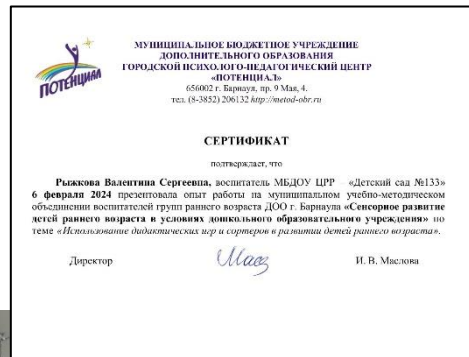 ПОТЕНЦИАЛ
МУНИЦИПАЛЬНОЕ БЮДЖЕТНОЕ УЧРЕЖДЕНИЕ
ДОПОЛНИТЕЛЬНОГО ОБРАЗОВАНИЯ
ГОРОДСКОЙ ПСИХОЛОГО-ПЕДАГОГИЧЕСКИЙ ЦЕНТР
«ПОТЕНЦИАЛ»
656002 г. Барнаул, пр. 9 Мая, 4.
тел. (8-3852) 206132 http://metod-obr.ru
СЕРТИФИКАТ
подтверждает, что
Рыжкова Валентина Сергеевна, воспитатель МБДОУ ЦРР – «Детский сад №133»
6 февраля 2024 презентовала опыт работы на муниципальном учебно-методическом
объединении воспитателей групп раннего возраста ДОО г. Барнаула «Сенсорное развитие
детей раннего возраста в условиях дошкольного образовательного учреждения» по
теме «Использование дидактических игр и сортеров в развитии детей раннего возраста».
Директор И. В. Маслова